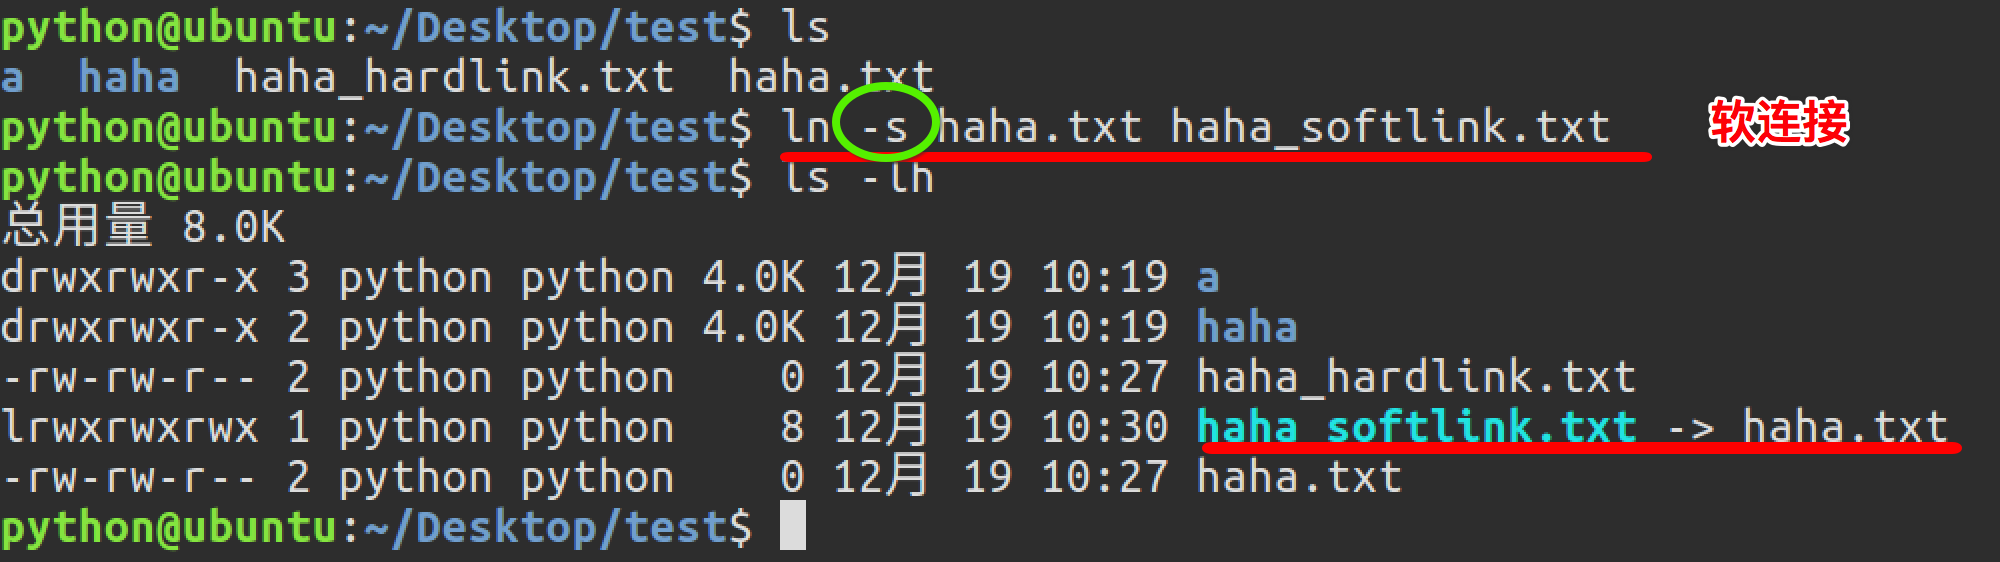 python@ubuntu:~/Desktop/test$ ls
a  haha  haha_hardlink.txt  haha.txt
python@ubuntu:~/Desktop/test$ ln -s haha.txt haha_softlink.txt
软连接
python@ubuntu:~/Desktop/test$ ls -lh
总用量 8.0K
drwxrwxr-x 3 python python 4.0K 12月 19 10:19 a
drwxrwxr-x 2 python python 4.0K 12月 19 10:19 haha
-rw-rw-r-- 2 python python    0 12月 19 10:27 haha_hardlink.txt
lrwxrwxrwx 1 python python    8 12月 19 10:30 haha_softlink.txt -> haha.txt
-rw-rw-r-- 2 python python    0 12月 19 10:27 haha.txt
python@ubuntu:~/Desktop/test$